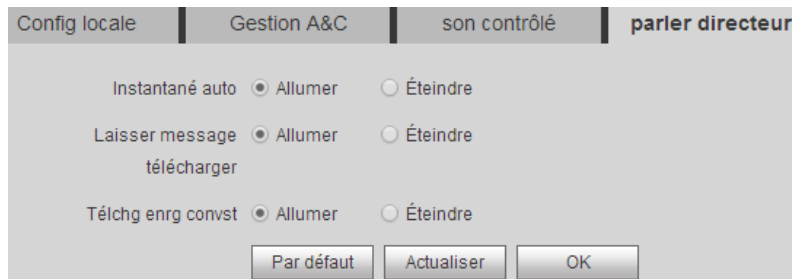 Config locale Gestion A&C son contrôlé parler directeur
Instantané auto Allumer Éteindre
Laisser message Allumer Éteindre
télécharger
Télchg enrg convst Allumer Éteindre
Par défaut Actualiser OK